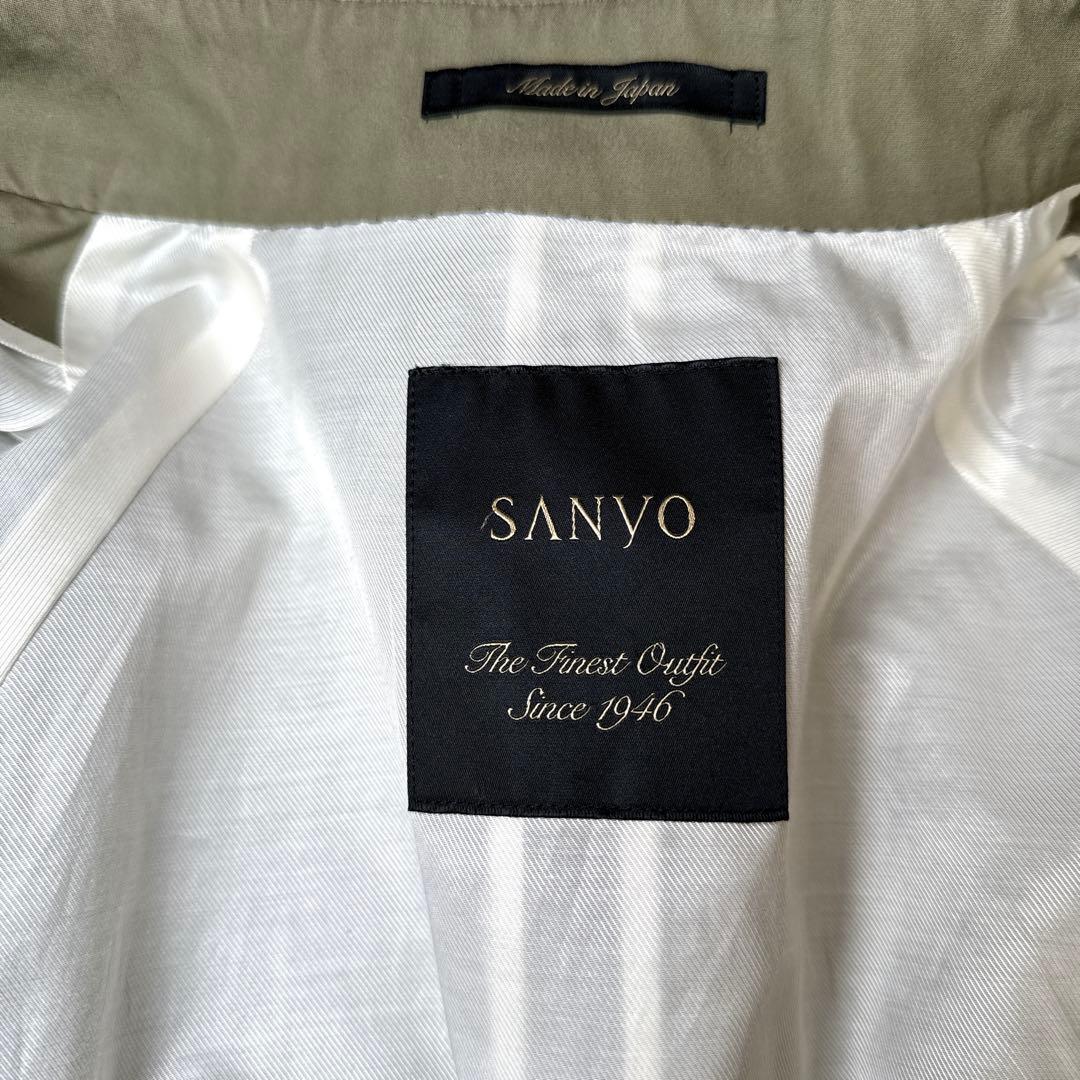 Made in Japan
SANYO
The Finest Outfit
Since 1946